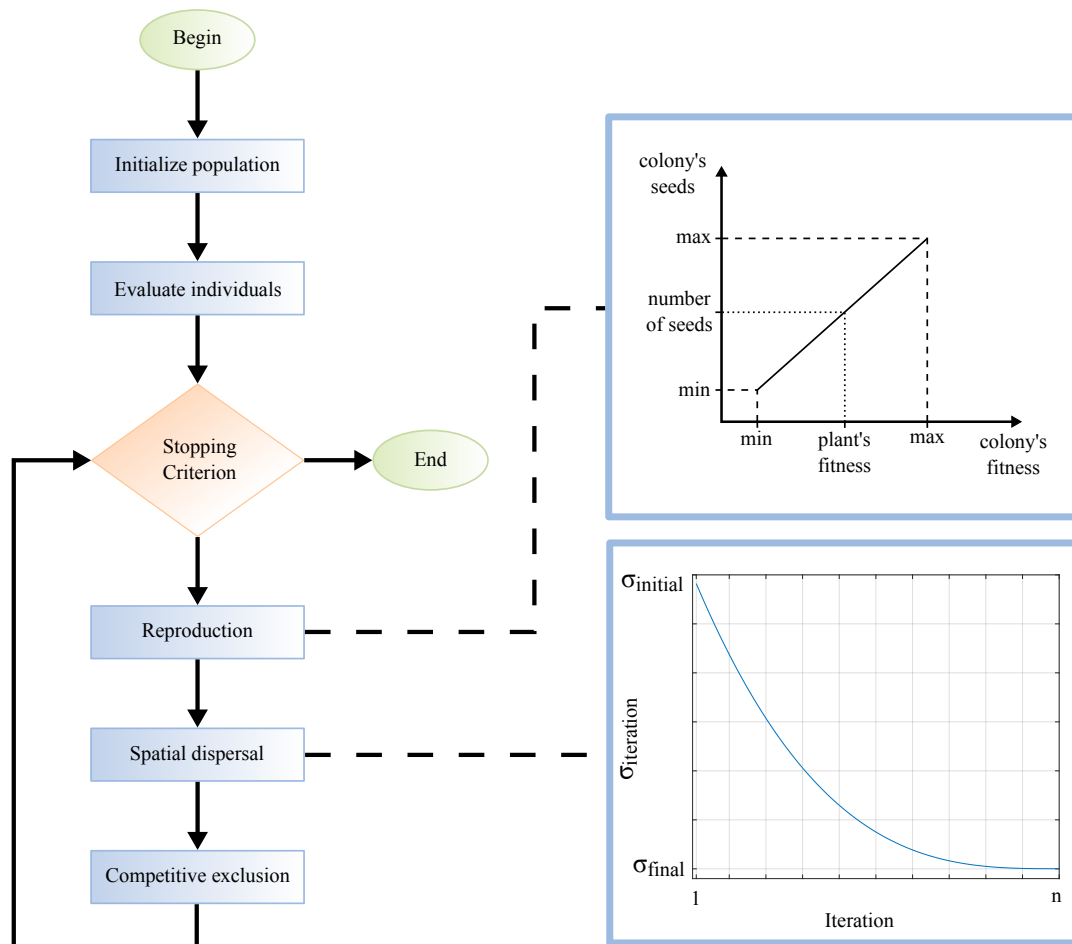 Begin
Initialize population
Evaluate individuals
Stopping
Criterion
End
Reproduction
Spatial dispersal
Competitive exclusion
colony's
seeds
max
number
of seeds
min
min
plant's
fitness
max
colony's
fitness
σinitial
σiteration
σfinal
1
n
Iteration